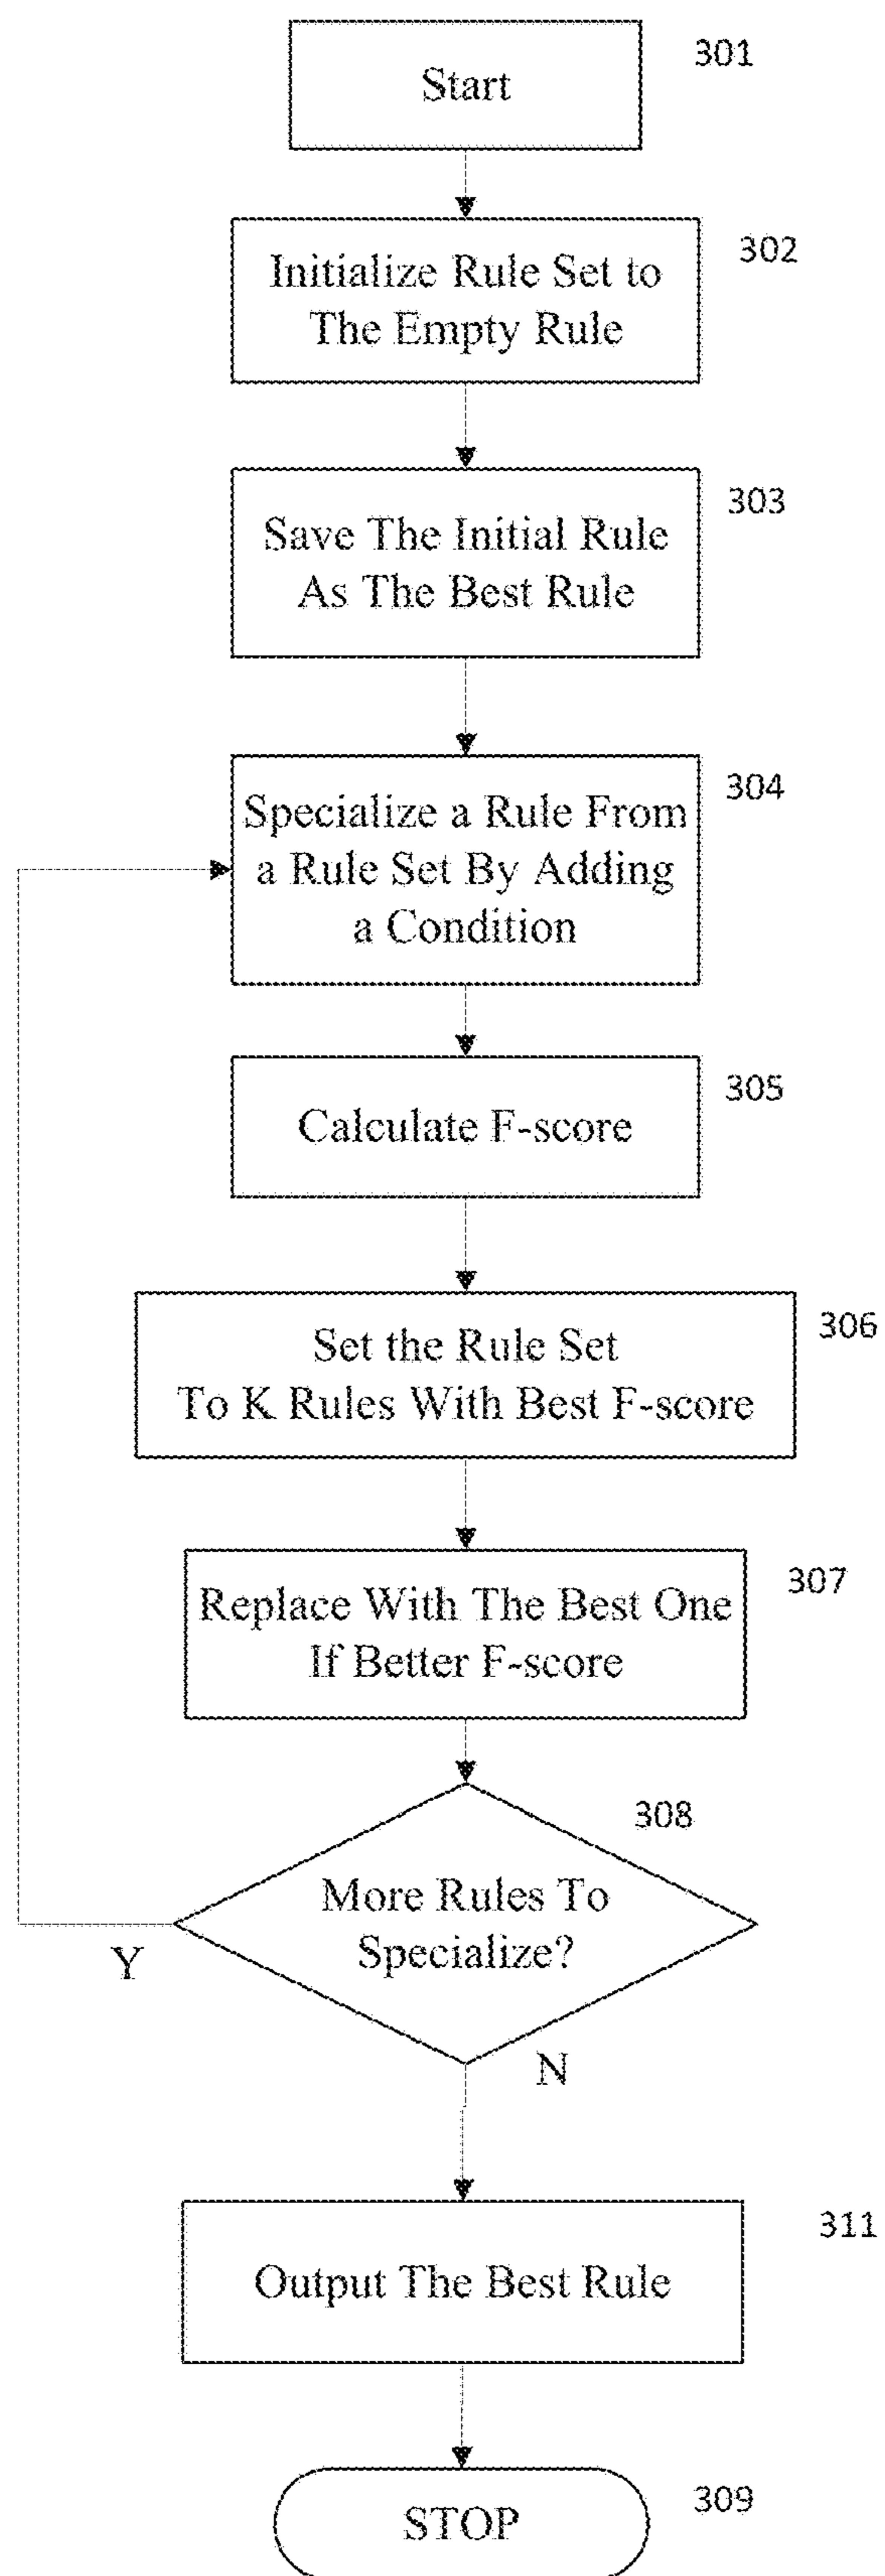 Start
301
Initialize Rule Set to
The Empty Rule
302
Save The Initial Rule
As The Best Rule
303
Specialize a Rule From
a Rule Set By Adding
a Condition
304
Calculate F-score
305
Set the Rule Set
To K Rules With Best F-score
306
Replace With The Best One
If Better F-score
307
More Rules To
Specialize?
308
Y
N
Output The Best Rule
311
STOP
309